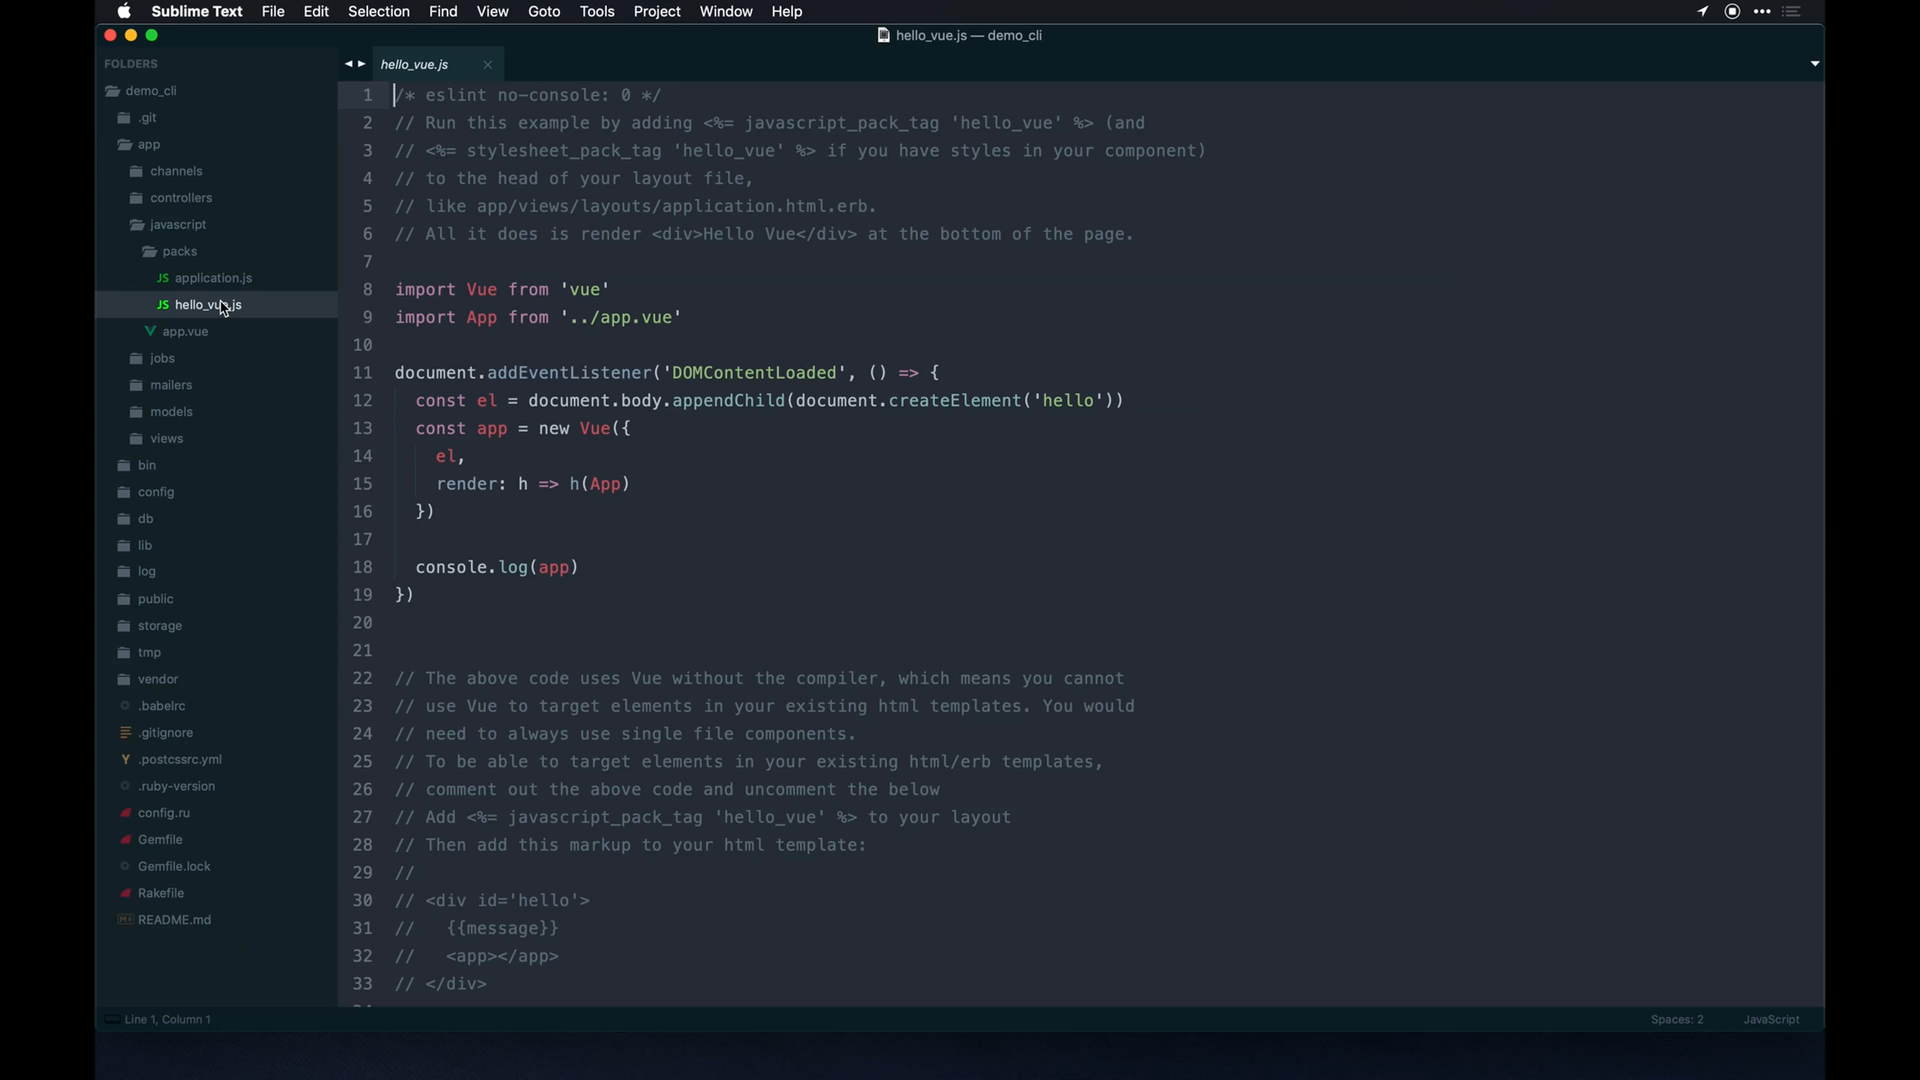 Sublime Text File Edit Selection Find View Goto Tools Project Window Help
hello_vue.js — demo_cli
FOLDERS
demo_cli
.git
app
channels
controllers
javascript
packs
JS application.js
JS hello_vue.js
app.vue
jobs
mailers
models
views
bin
config
db
lib
log
public
storage
tmp
vendor
.babelrc
.gitignore
Y .postcssrc.yml
.ruby-version
config.ru
Gemfile
Gemfile.lock
Rakefile
README.md
hello_vue.js
1 /* eslint no-console: 0 */
2 // Run this example by adding <%= javascript_pack_tag 'hello_vue' %> (and
3 // <%= stylesheet_pack_tag 'hello_vue' %> if you have styles in your component)
4 // to the head of your layout file,
5 // like app/views/layouts/application.html.erb.
6 // All it does is render <div>Hello Vue</div> at the bottom of the page.
7
8 import Vue from 'vue'
9 import App from '../app.vue'
10
11 document.addEventListener('DOMContentLoaded', () => {
12   const el = document.body.appendChild(document.createElement('hello'))
13   const app = new Vue({
14     el,
15     render: h => h(App)
16   })
17
18   console.log(app)
19 })
20
21
22 // The above code uses Vue without the compiler, which means you cannot
23 // use Vue to target elements in your existing html templates. You would
24 // need to always use single file components.
25 // To be able to target elements in your existing html/erb templates,
26 // comment out the above code and uncomment the below
27 // Add <%= javascript_pack_tag 'hello_vue' %> to your layout
28 // Then add this markup to your html template:
29 //
30 // <div id='hello'>
31 //   {{message}}
32 //   <app></app>
33 // </div>
Line 1, Column 1
Spaces: 2 JavaScript